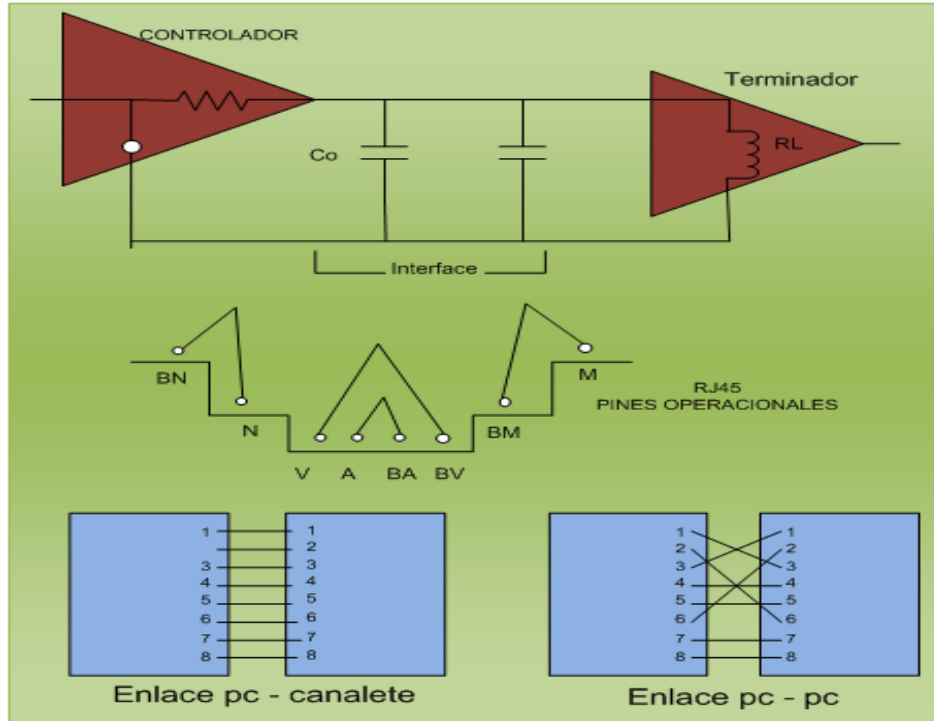 CONTROLADOR
Terminador
Co
RL
Interface
BN
M
RJ45
PINES OPERACIONALES
N
BM
V A BA BV
1 1
2
3 3
4 4
5 5
6 6
7 7
8 8
Enlace pc - canalete
1 1
2 2
3 3
4 4
5 5
6 6
7 7
8 8
Enlace pc - pc